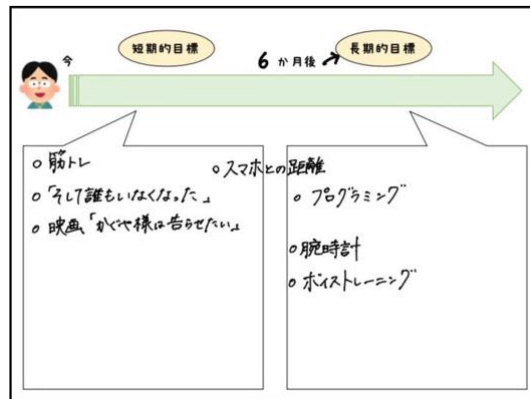 短期的目標
長期的目標
今
6か月後
○筋トレ
○「そして誰もいなくなった」
○映画「かぐや様は告らせたい」
○スマホとの距離
○プログラミング
○腕時計
○ボイストレーニング